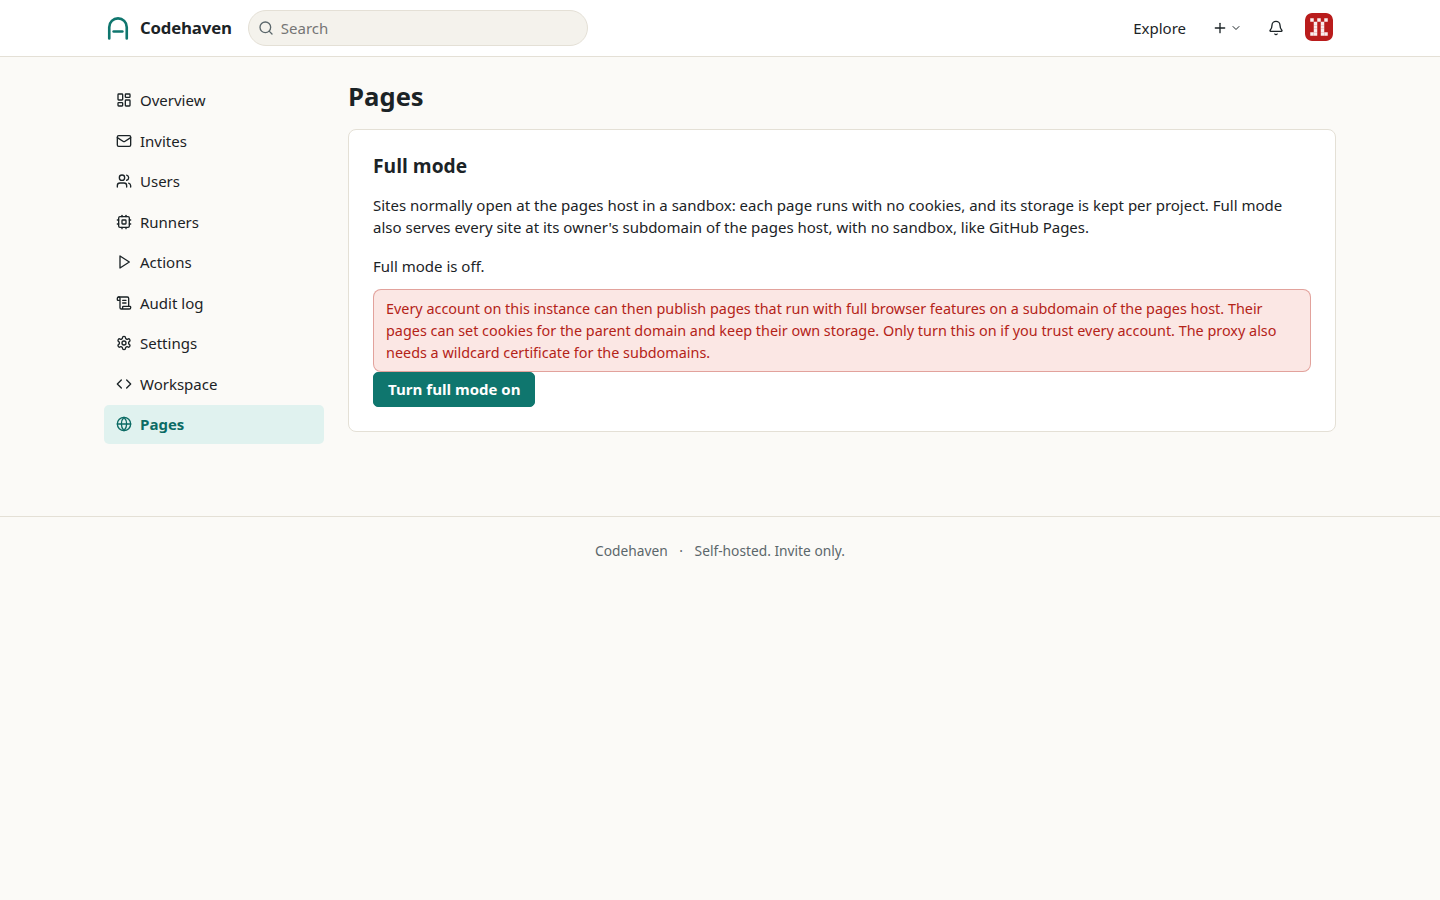 Codehaven
Search
Explore
Overview
Invites
Users
Runners
Actions
Audit log
Settings
Workspace
Pages
Pages
Full mode
Sites normally open at the pages host in a sandbox: each page runs with no cookies, and its storage is kept per project. Full mode
also serves every site at its owner's subdomain of the pages host, with no sandbox, like GitHub Pages.
Full mode is off.
Every account on this instance can then publish pages that run with full browser features on a subdomain of the pages host. Their
pages can set cookies for the parent domain and keep their own storage. Only turn this on if you trust every account. The proxy also
needs a wildcard certificate for the subdomains.
Turn full mode on
Codehaven · Self-hosted. Invite only.